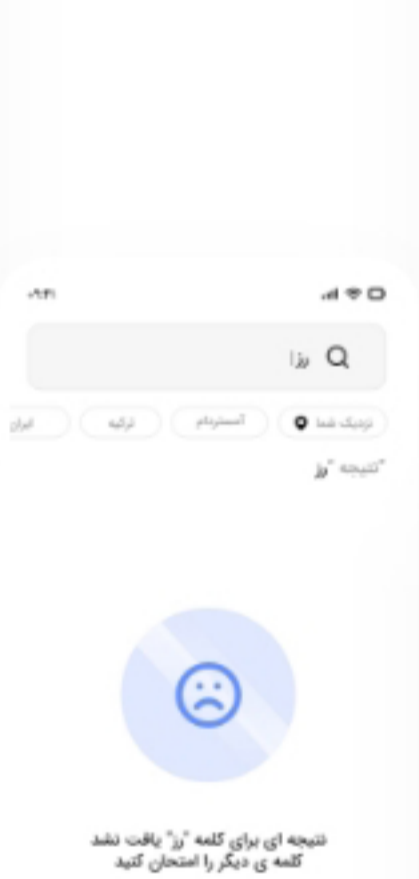 ۰۹:۴۱
رز
نزدیک شما آمستردام ترکیه ایران
نتیجه "رز"
نتیجه ای برای کلمه "رز" یافت نشد
کلمه ی دیگر را امتحان کنید